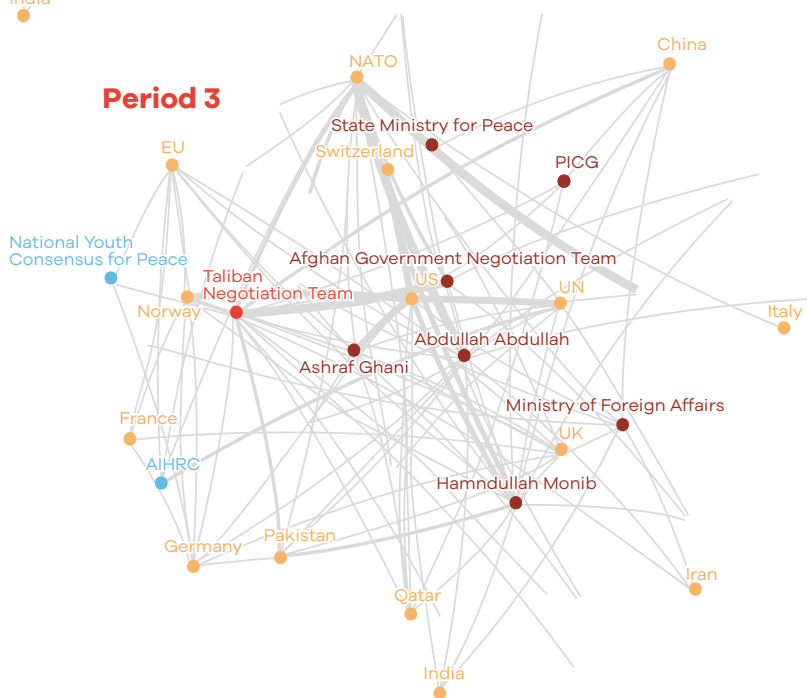 India
China
NATO
Period 3
State Ministry for Peace
EU
Switzerland
PICG
National Youth
Consensus for Peace
Afghan Government Negotiation Team
Taliban
Negotiation Team
US
UN
Norway
Italy
Abdullah Abdullah
Ashraf Ghani
Ministry of Foreign Affairs
France
UK
AIHRC
Hamndullah Monib
Germany
Pakistan
Iran
Qatar
India